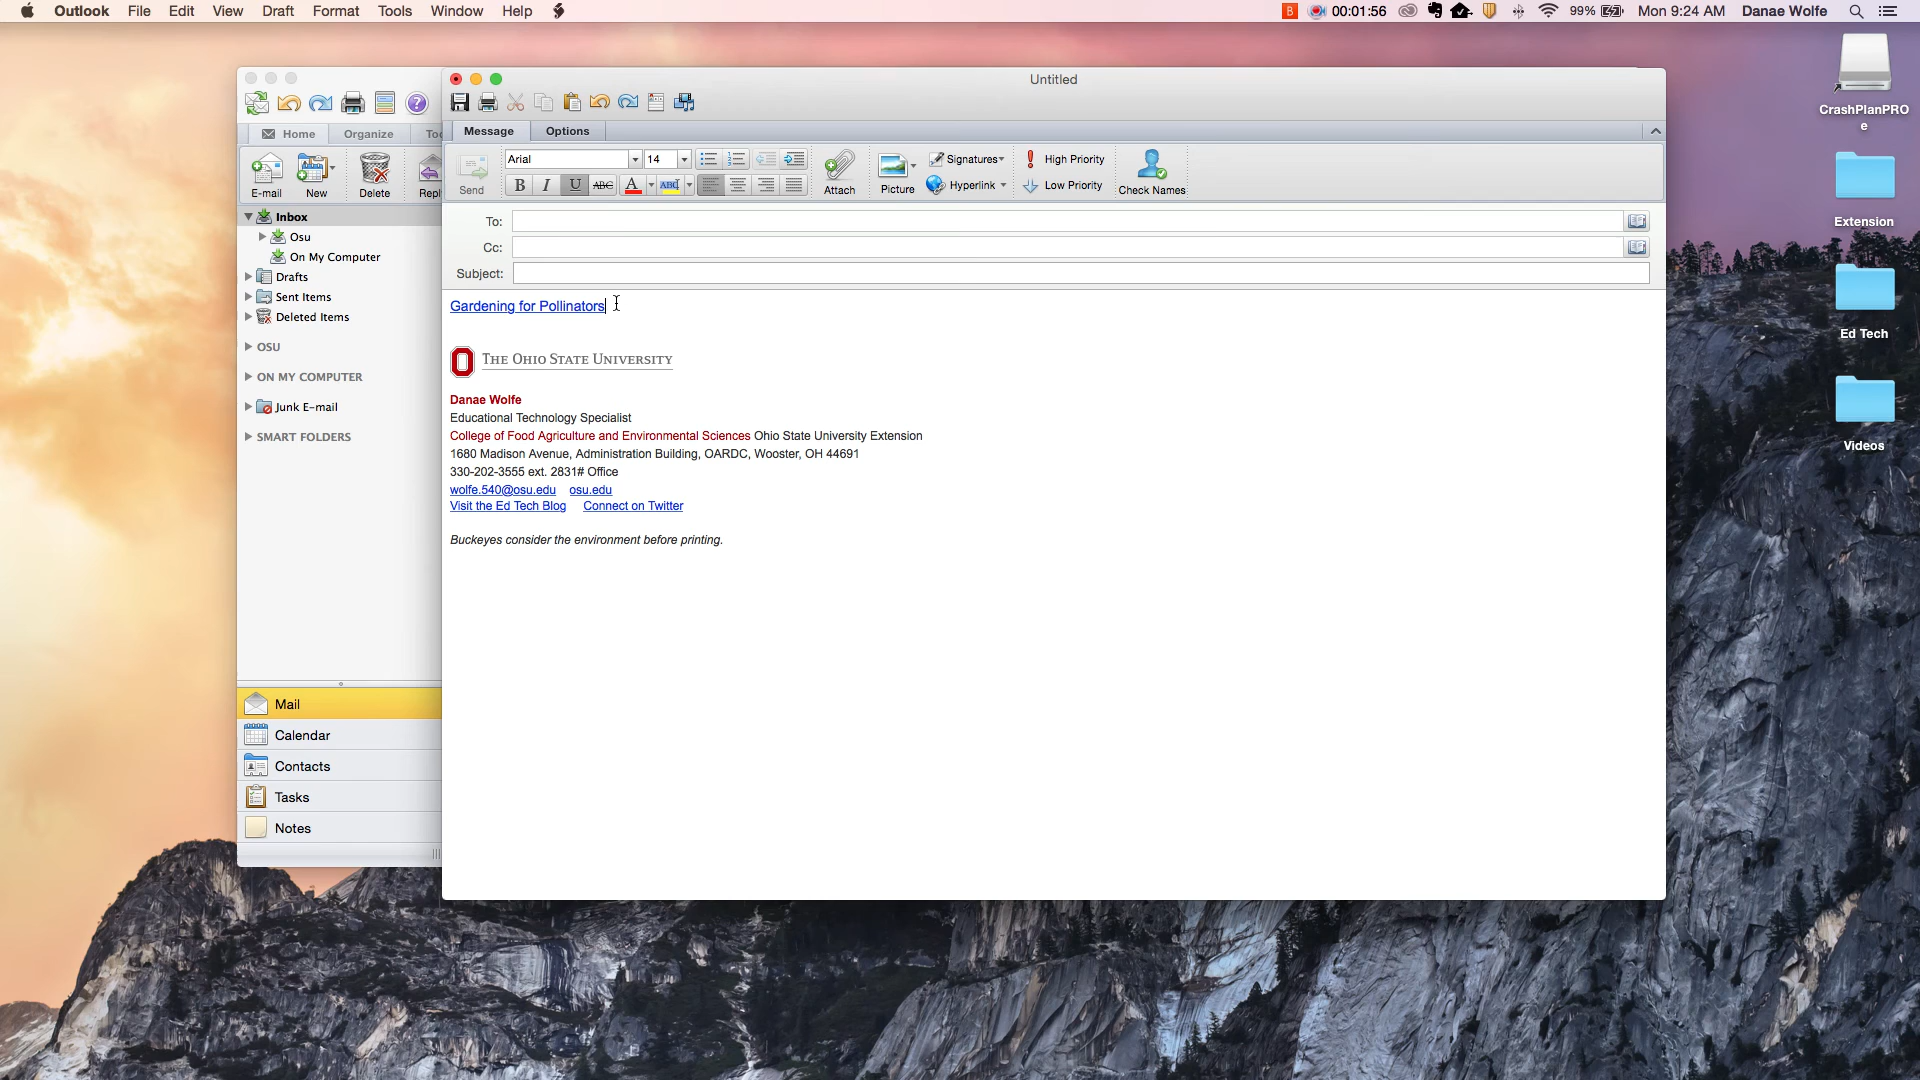 Outlook File Edit View Draft Format Tools Window Help
00:01:56 99% Mon 9:24 AM Danae Wolfe
Untitled
Home Organize Too
E-mail New Delete Repl
Inbox
Osu
On My Computer
Drafts
Sent Items
Deleted Items
OSU
ON MY COMPUTER
Junk E-mail
SMART FOLDERS
Mail
Calendar
Contacts
Tasks
Notes
Message Options
Arial 14 Signatures High Priority
Send B I U ABC A ABC Attach Picture Hyperlink Low Priority Check Names
To:
Cc:
Subject:
Gardening for Pollinators
THE OHIO STATE UNIVERSITY
Danae Wolfe
Educational Technology Specialist
College of Food Agriculture and Environmental Sciences Ohio State University Extension
1680 Madison Avenue, Administration Building, OARDC, Wooster, OH 44691
330-202-3555 ext. 2831# Office
wolfe.540@osu.edu osu.edu
Visit the Ed Tech Blog Connect on Twitter
Buckeyes consider the environment before printing.
CrashPlanPRO
e
Extension
Ed Tech
Videos